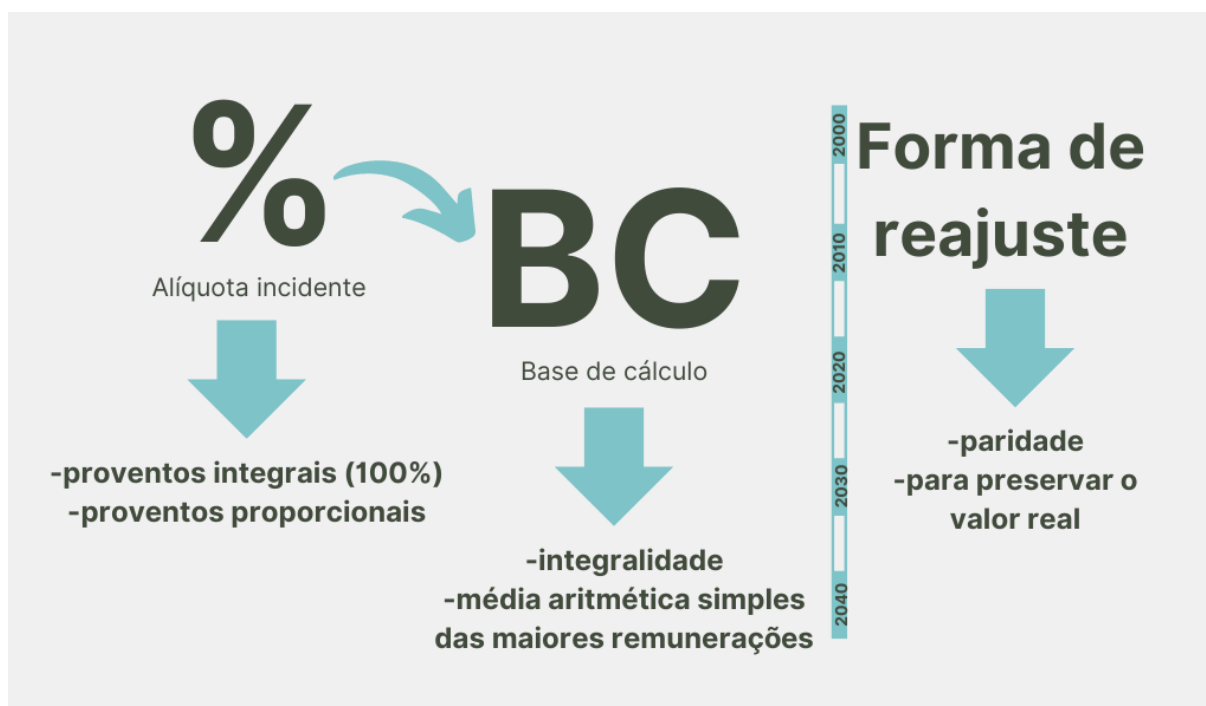 %
Alíquota incidente
-proventos integrais (100%)
-proventos proporcionais
BC
Base de cálculo
-integralidade
-média aritmética simples
das maiores remunerações
2000
2010
2020
2030
2040
Forma de
reajuste
-paridade
-para preservar o
valor real